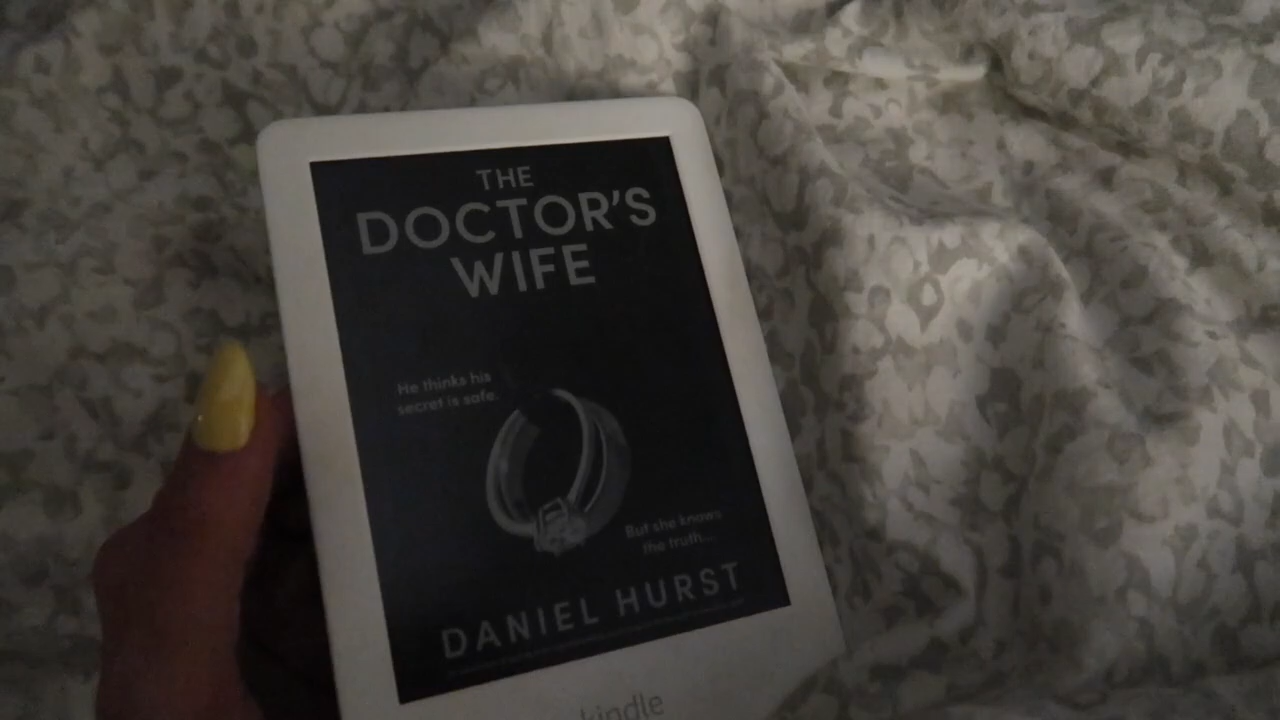 THE
DOCTOR'S
WIFE
He thinks his
secret is safe.
But she knows
the truth...
DANIEL HURST
kindle